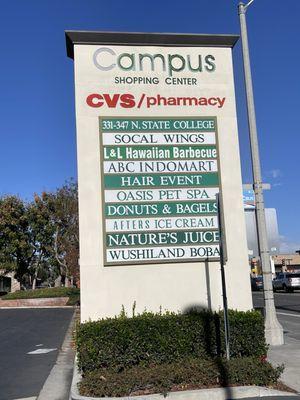 Campus
SHOPPING CENTER
CVS/pharmacy
331-347 N. STATE COLLEGE
SOCAL WINGS
L&L Hawaiian Barbecue
ABC INDOMART
HAIR EVENT
OASIS PET SPA
DONUTS & BAGELS
AFTERS ICE CREAM
NATURE'S JUICE
WUSHILAND BOBA